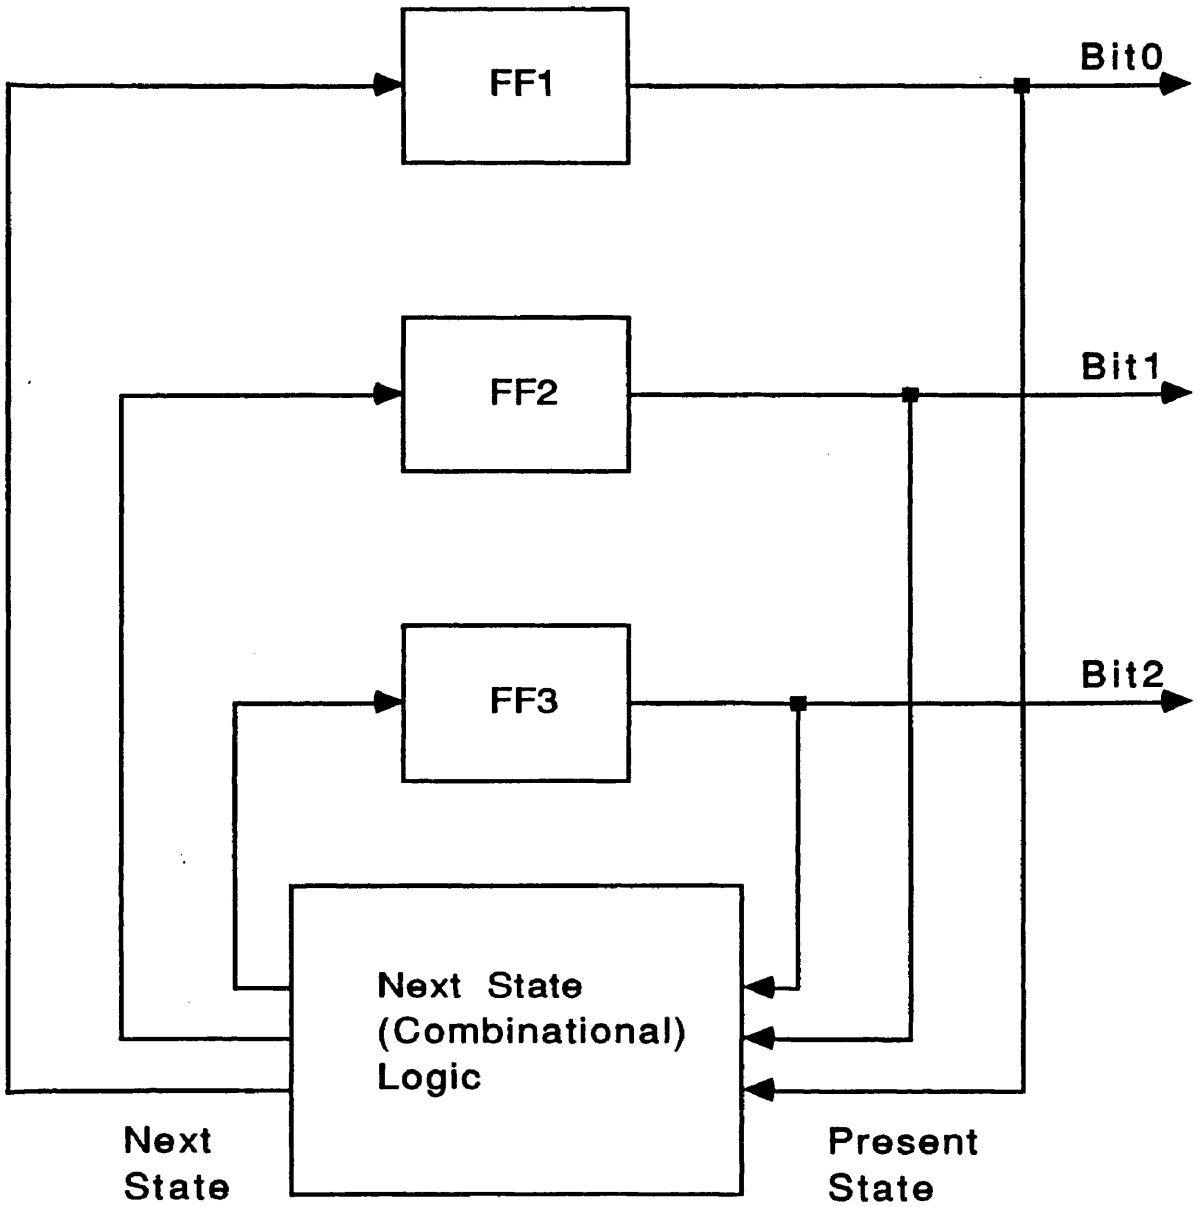 Bit0
FF1
Bit1
FF2
Bit2
FF3
Next State
(Combinational)
Logic
Next
State
Present
State